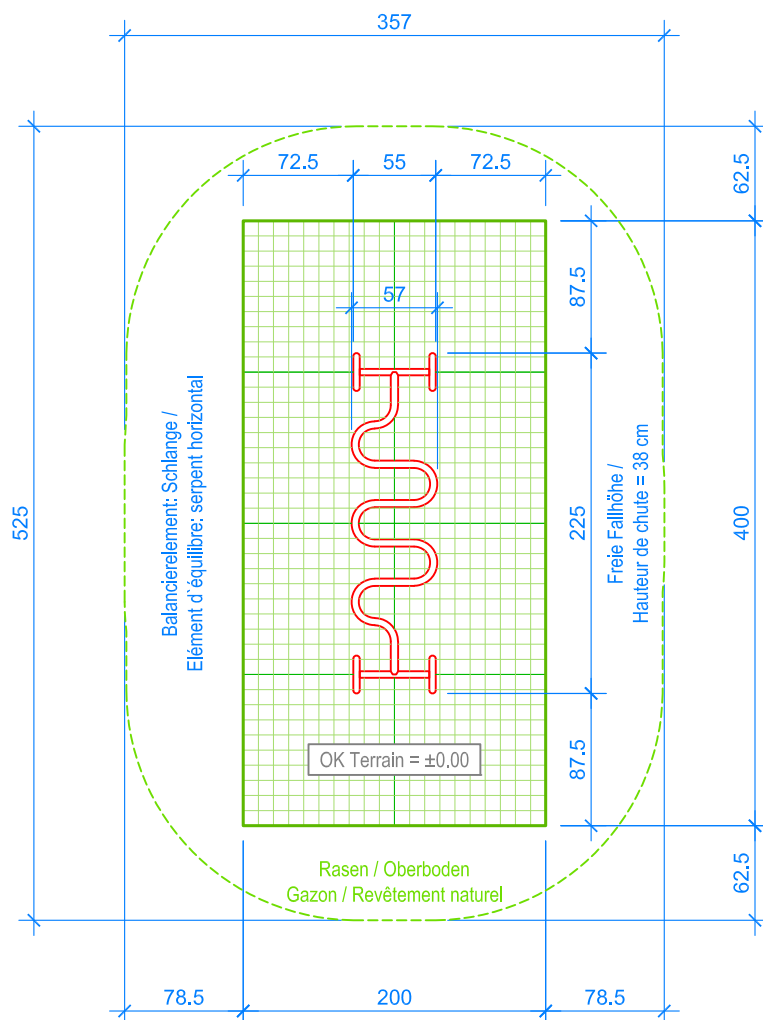 357
72.5
55
72.5
62.5
87.5
57
Balancierelement: Schlange /
Elément d´équilibre: serpent horizontal
525
225
Freie Fallhöhe /
Hauteur de chute = 38 cm
400
OK Terrain = ±0.00
87.5
Rasen / Oberboden
Gazon / Revêtement naturel
62.5
78.5
200
78.5